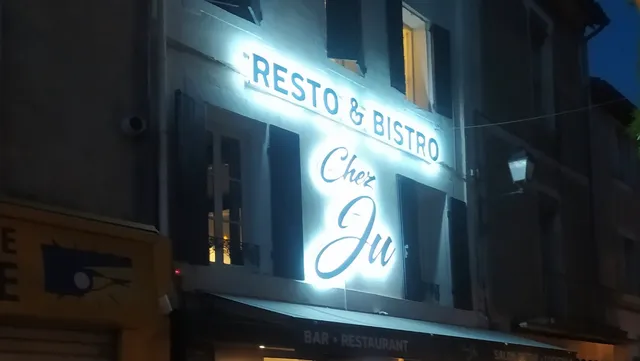 RESTO & BISTRO
Chez
Ju
BAR • RESTAURANT
E
E